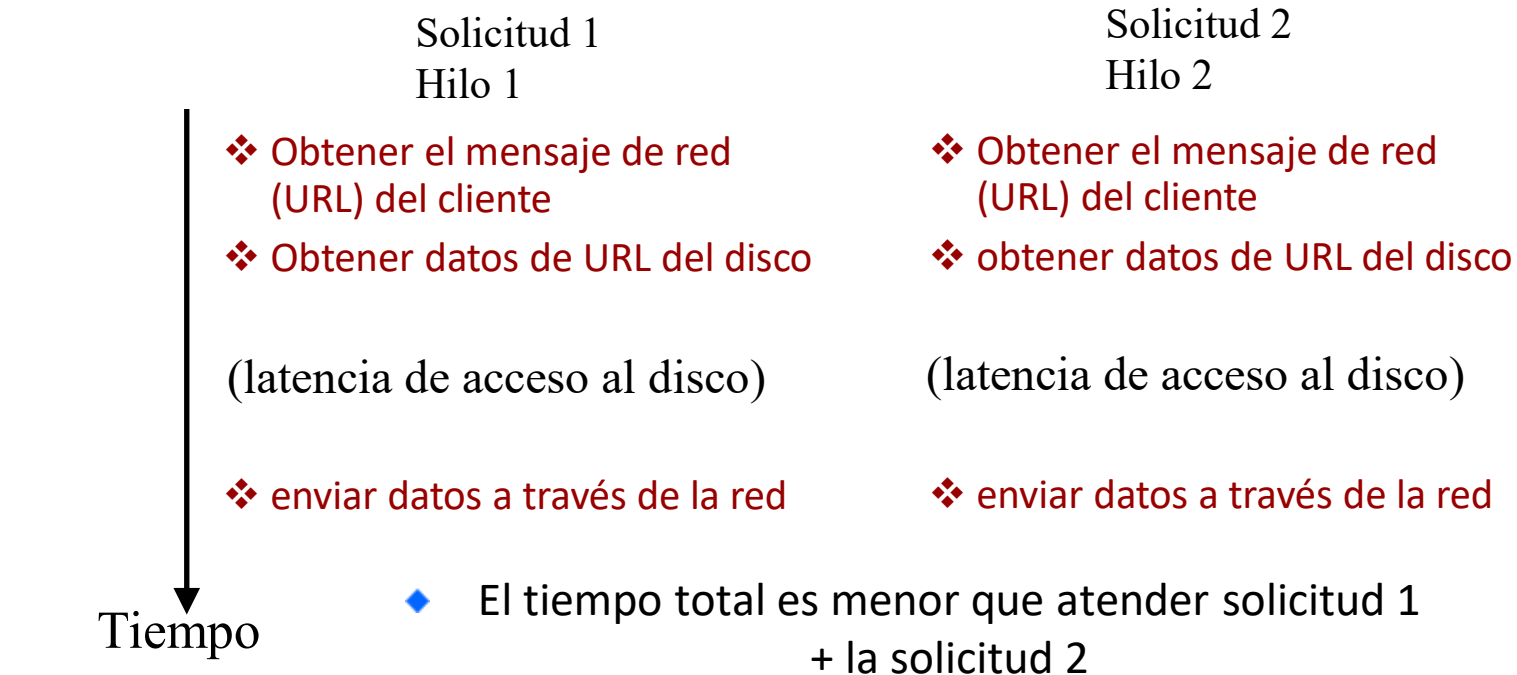 Solicitud 1
Hilo 1
❖ Obtener el mensaje de red
(URL) del cliente
❖ Obtener datos de URL del disco
(latencia de acceso al disco)
❖ enviar datos a través de la red
Solicitud 2
Hilo 2
❖ Obtener el mensaje de red
(URL) del cliente
❖ obtener datos de URL del disco
(latencia de acceso al disco)
❖ enviar datos a través de la red
Tiempo
◆ El tiempo total es menor que atender solicitud 1
+ la solicitud 2